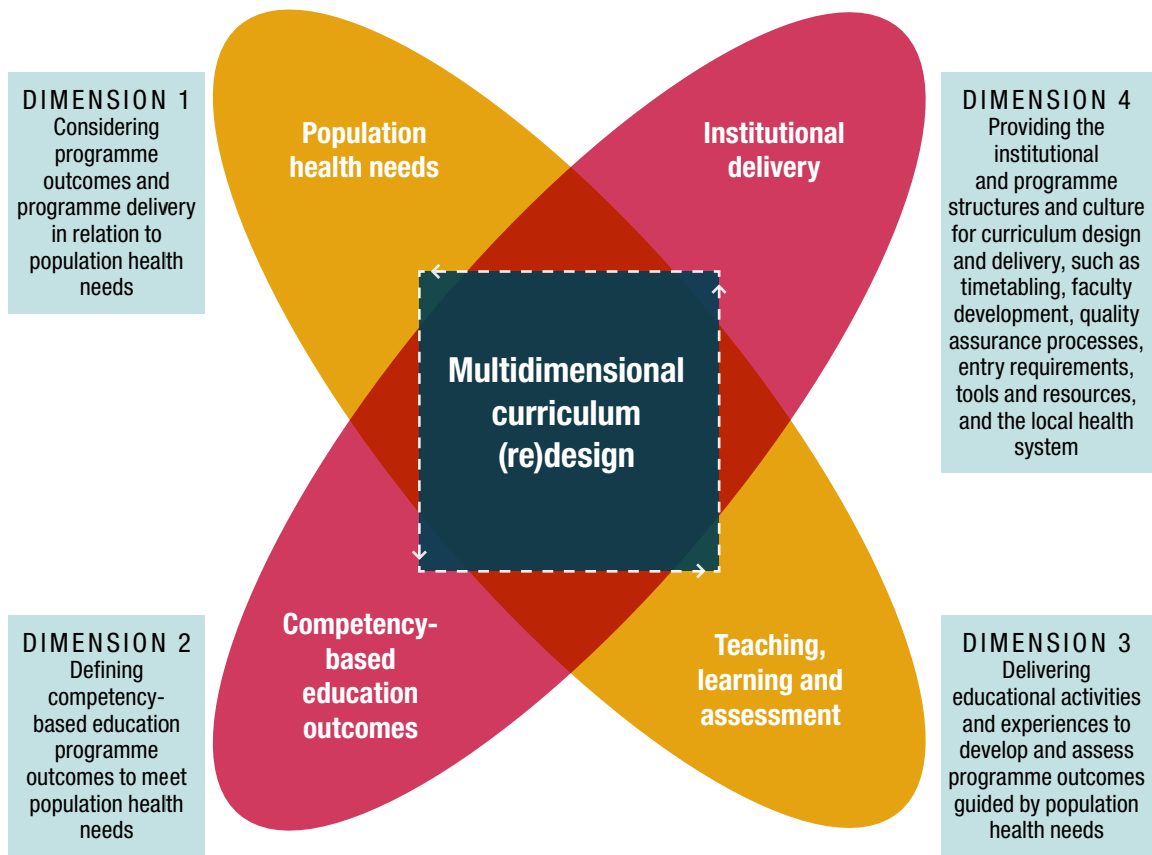 DIMENSION 1
Considering
programme
outcomes and
programme delivery
in relation to
population health
needs
Population
health needs
Institutional
delivery
DIMENSION 4
Providing the
institutional
and programme
structures and culture
for curriculum design
and delivery, such as
timetabling, faculty
development, quality
assurance processes,
entry requirements,
tools and resources,
and the local health
system
Multidimensional
curriculum
(re)design
DIMENSION 2
Defining
competency-
based education
programme
outcomes to meet
population health
needs
Competency-
based
education
outcomes
Teaching,
learning and
assessment
DIMENSION 3
Delivering
educational activities
and experiences to
develop and assess
programme outcomes
guided by population
health needs